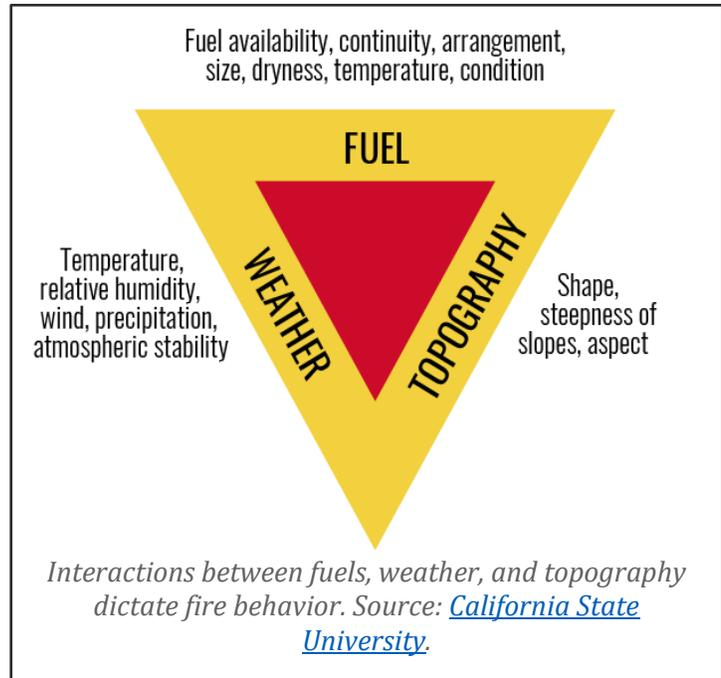 Fuel availability, continuity, arrangement,
size, dryness, temperature, condition
FUEL
WEATHER
TOPOGRAPHY
Temperature,
relative humidity,
wind, precipitation,
atmospheric stability
Shape,
steepness of
slopes, aspect
Interactions between fuels, weather, and topography
dictate fire behavior. Source: California State
University.